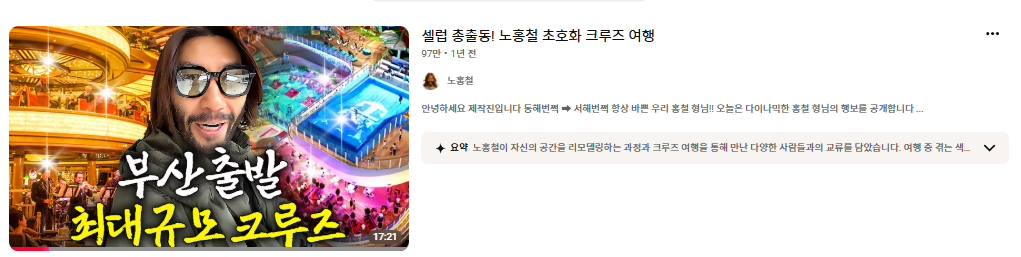 부산 출발
최대규모 크루즈
17:21
셀럽 총출동! 노홍철 초호화 크루즈 여행
97만 • 1년 전
노홍철
안녕하세요 제작진입니다 동해번쩍 ➡ 서해번쩍 항상 바쁜 우리 홍철 형님!! 오늘은 다이나믹한 홍철 형님의 행보를 공개합니다 ...
요약 노홍철이 자신의 공간을 리모델링하는 과정과 크루즈 여행을 통해 만난 다양한 사람들과의 교류를 담았습니다. 여행 중 겪는 색...